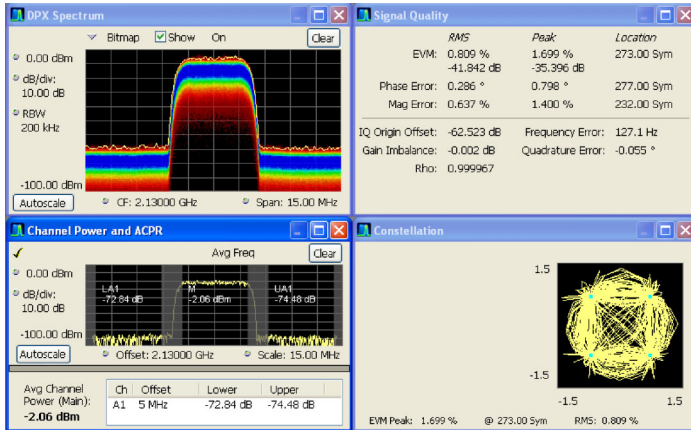 DPX Spectrum
Bitmap Show On Clear
0.00 dBm
dB/div:
10.00 dB
RBW
200 kHz
-100.00 dBm
Autoscale CF: 2.13000 GHz Span: 15.00 MHz
Signal Quality
RMS Peak Location
EVM: 0.809 % 1.699 % 273.00 Sym
-41.842 dB -35.396 dB
Phase Error: 0.286 ° 0.798 ° 277.00 Sym
Mag Error: 0.637 % 1.400 % 232.00 Sym
IQ Origin Offset: -62.523 dB Frequency Error: 127.1 Hz
Gain Imbalance: -0.002 dB Quadrature Error: -0.055 °
Rho: 0.999967
Channel Power and ACPR
Avg Freq Clear
0.00 dBm
dB/div:
10.00 dB
LA1 M UA1
-72.84 dB -2.06 dBm -74.48 dB
-100.00 dBm
Autoscale Offset: 2.13000 GHz Scale: 15.00 MHz
Avg Channel
Power (Main):
-2.06 dBm
Ch Offset Lower Upper
A1 5 MHz -72.84 dB -74.48 dB
Constellation
1.5
-1.5
-1.5 1.5
EVM Peak: 1.699 % @ 273.00 Sym RMS: 0.809 %